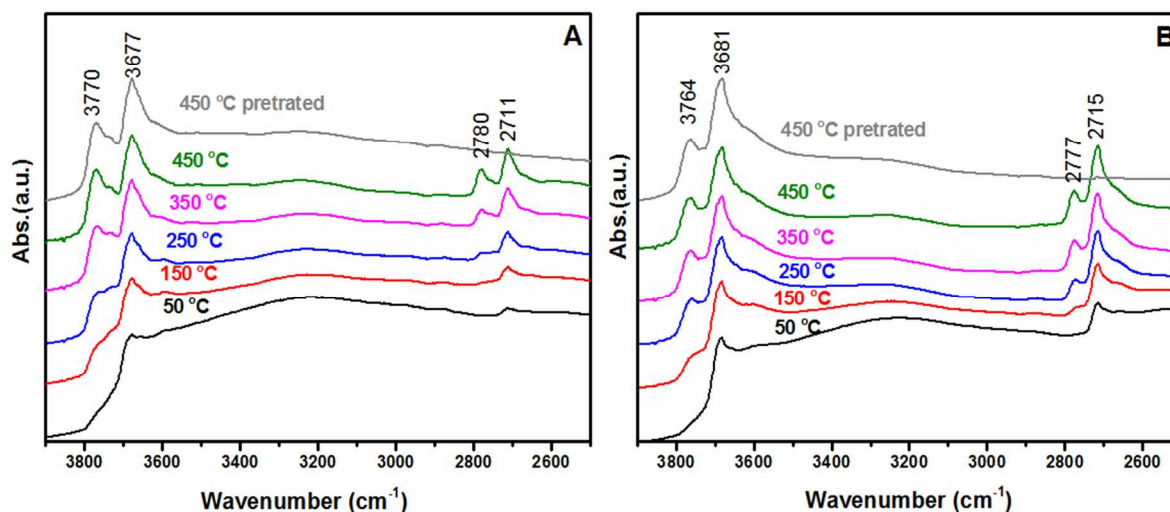 A
3770
3677
450 °C pretrated
2780
2711
450 °C
350 °C
250 °C
150 °C
50 °C
Abs.(a.u.)
3800 3600 3400 3200 3000 2800 2600
Wavenumber (cm-1)
B
3764
3681
450 °C pretrated
2777
2715
450 °C
350 °C
250 °C
150 °C
50 °C
Abs.(a.u.)
3800 3600 3400 3200 3000 2800 2600
Wavenumber (cm-1)